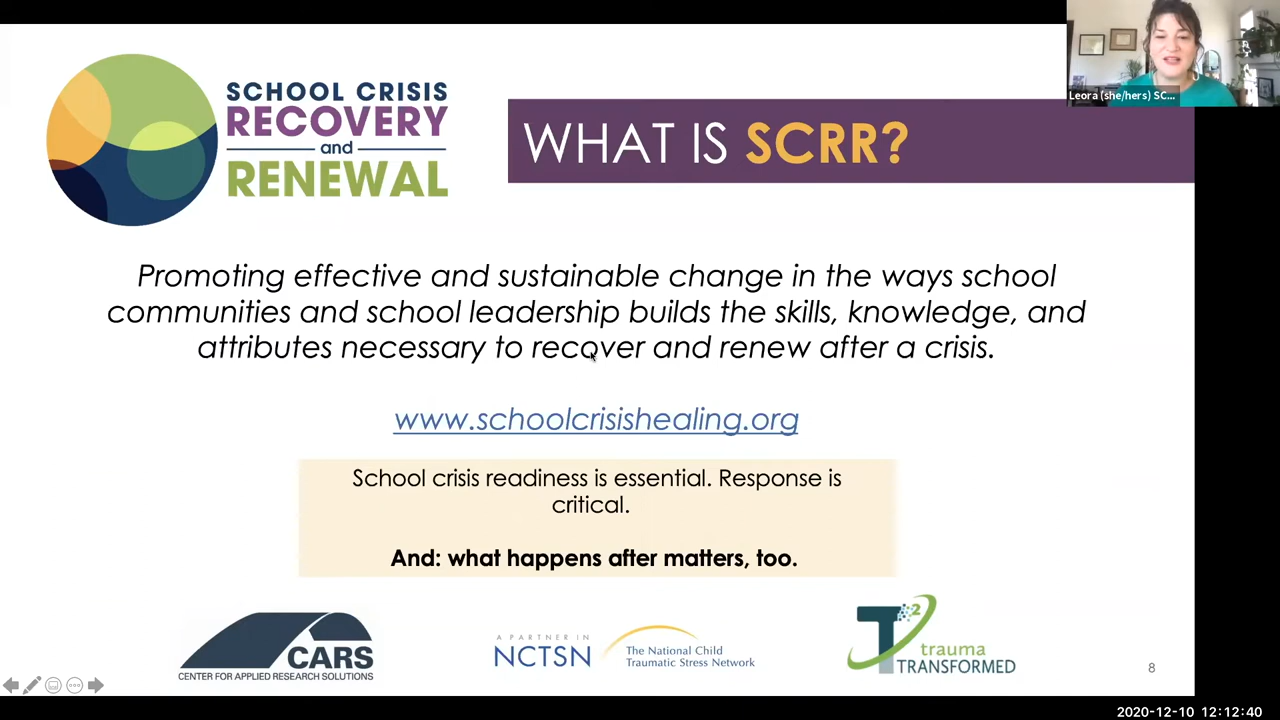 Leora (she/hers) SC...
SCHOOL CRISIS
RECOVERY
and
RENEWAL
WHAT IS SCRR?
Promoting effective and sustainable change in the ways school
communities and school leadership builds the skills, knowledge, and
attributes necessary to recover and renew after a crisis.
www.schoolcrisishealing.org
School crisis readiness is essential. Response is
critical.
And: what happens after matters, too.
CARS
CENTER FOR APPLIED RESEARCH SOLUTIONS
A PARTNER IN
NCTSN
The National Child
Traumatic Stress Network
T2
trauma
TRANSFORMED
8
2020-12-10 12:12:40